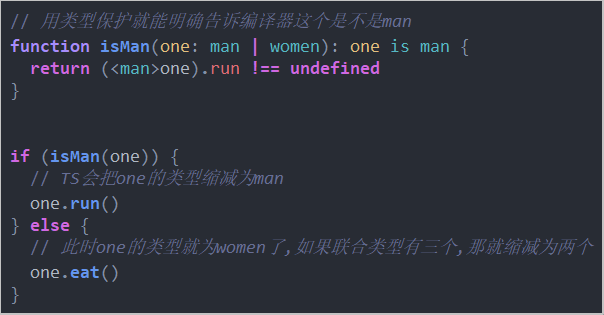 // 用类型保护就能明确告诉编译器这个是不是man
function isMan(one: man | women): one is man {
  return (<man>one).run !== undefined
}
if (isMan(one)) {
  // TS会把one的类型缩减为man
  one.run()
} else {
  // 此时one的类型就为women了,如果联合类型有三个,那就缩减为两个
  one.eat()
}